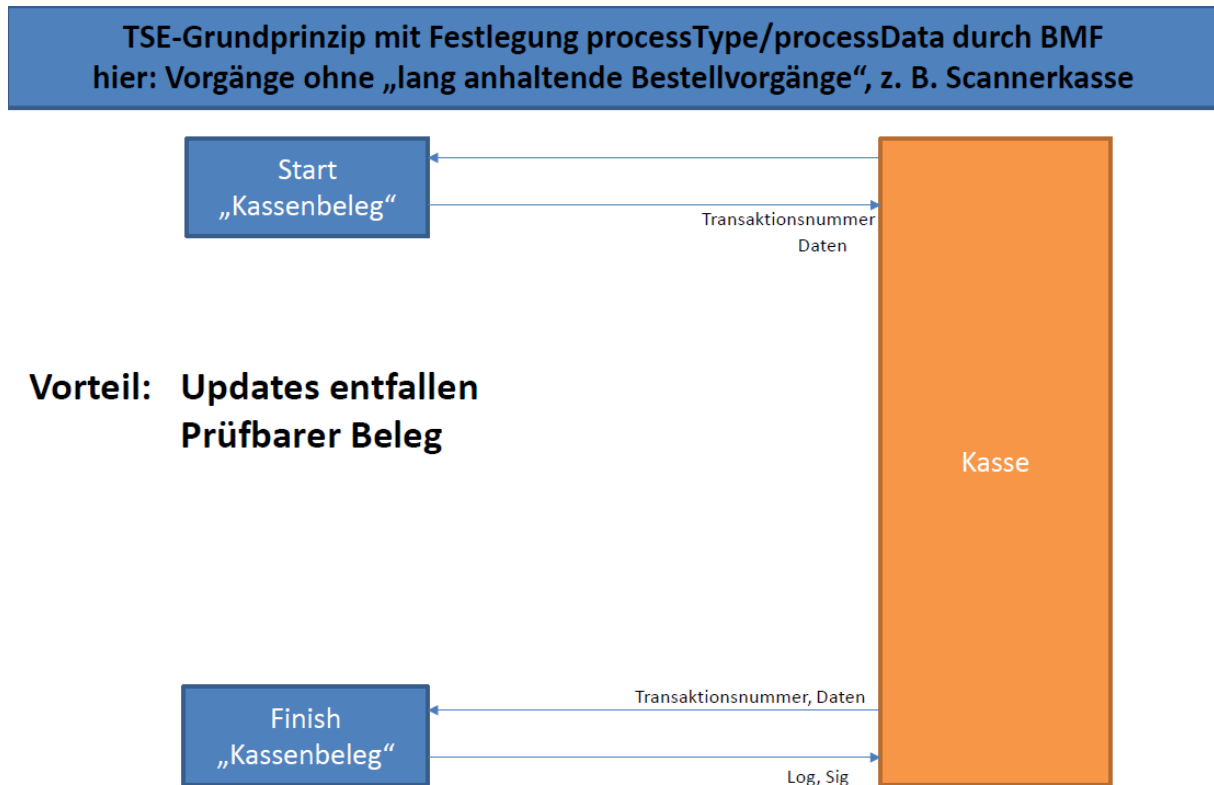 TSE-Grundprinzip mit Festlegung processType/processData durch BMF
hier: Vorgänge ohne „lang anhaltende Bestellvorgänge“, z. B. Scannerkasse
Start
„Kassenbeleg“
Transaktionsnummer
Daten
Vorteil: Updates entfallen
Prüfbarer Beleg
Kasse
Transaktionsnummer, Daten
Finish
„Kassenbeleg“
Log, Sig